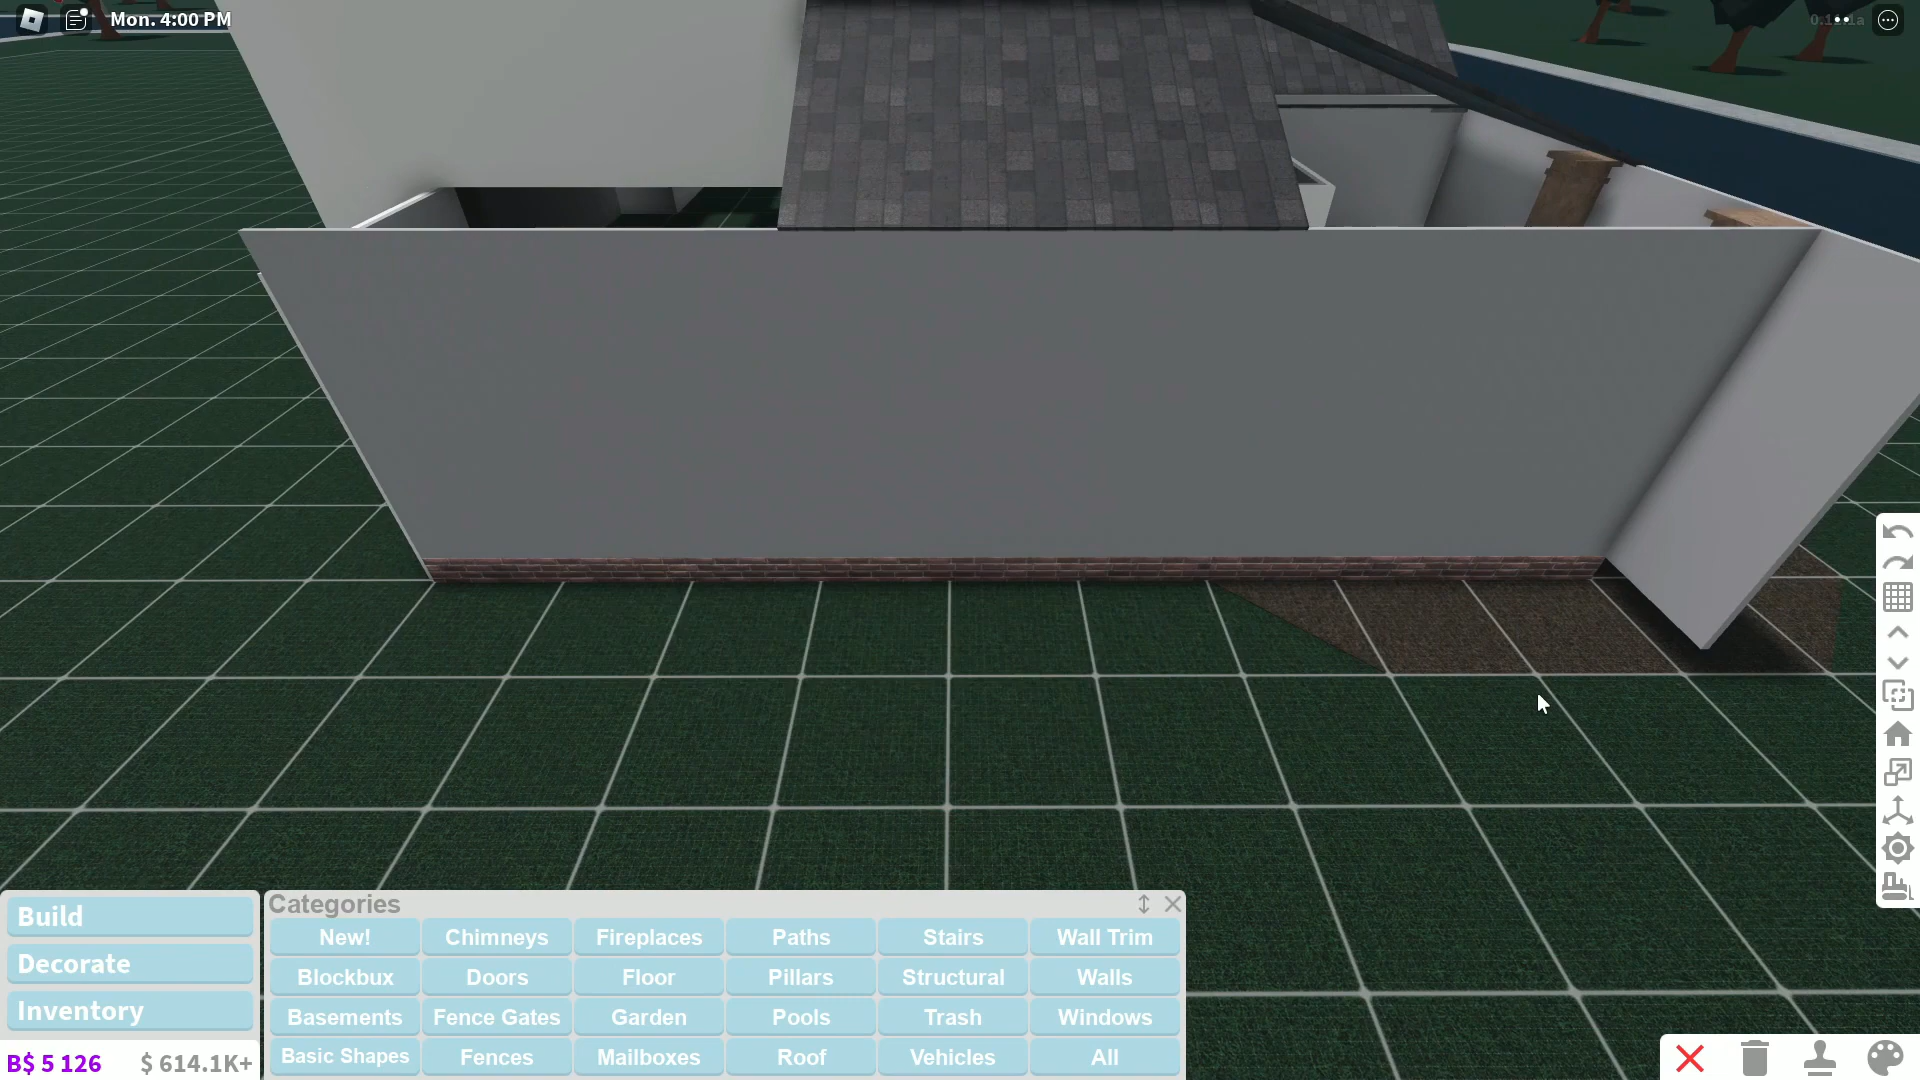 Mon. 4:00 PM
Build
Decorate
Inventory
B$ 5 126 $ 614.1K+
Categories
New! Chimneys Fireplaces Paths Stairs Wall Trim
Blockbux Doors Floor Pillars Structural Walls
Basements Fence Gates Garden Pools Trash Windows
Basic Shapes Fences Mailboxes Roof Vehicles All